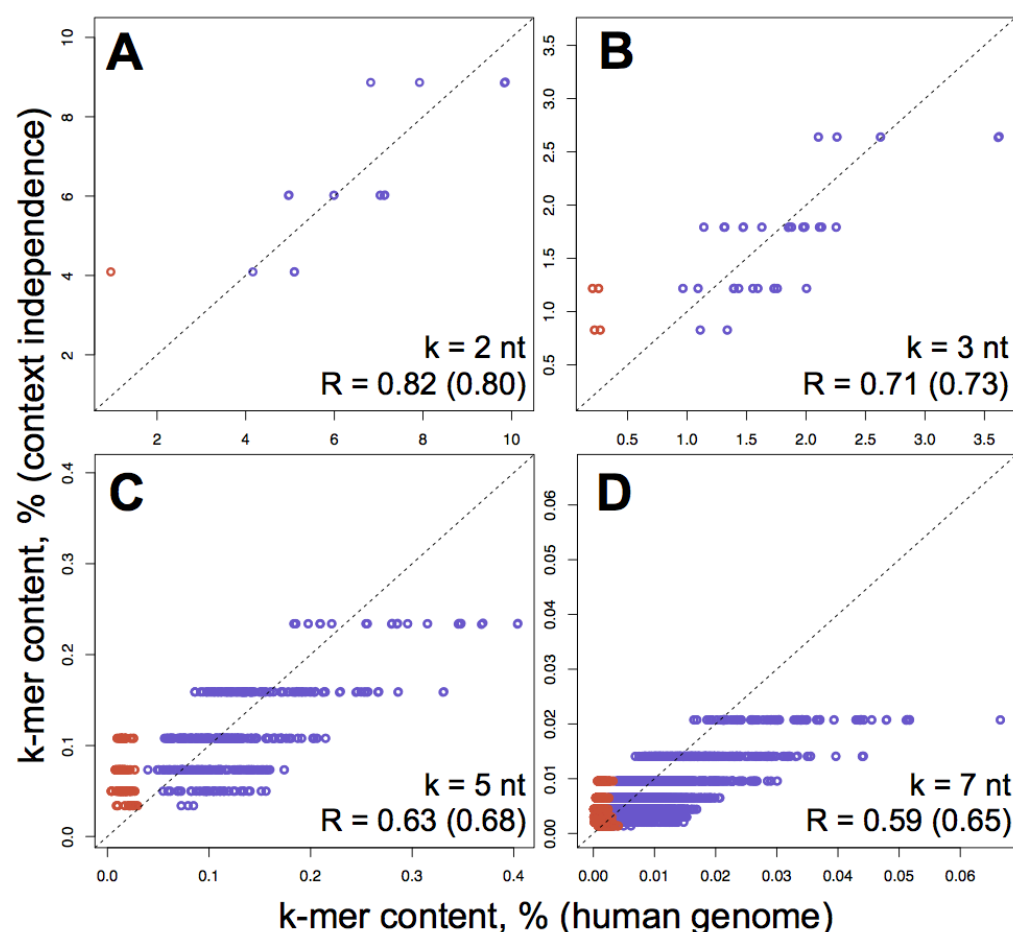 k-mer content, % (context independence)
A
10
8
6
4
2
k = 2 nt
R = 0.82 (0.80)
2 4 6 8 10
B
3.5
3.0
2.5
2.0
1.5
1.0
0.5
k = 3 nt
R = 0.71 (0.73)
0.5 1.0 1.5 2.0 2.5 3.0 3.5
C
0.4
0.3
0.2
0.1
0.0
k = 5 nt
R = 0.63 (0.68)
0.0 0.1 0.2 0.3 0.4
D
0.06
0.05
0.04
0.03
0.02
0.01
0.00
k = 7 nt
R = 0.59 (0.65)
0.00 0.01 0.02 0.03 0.04 0.05 0.06
k-mer content, % (human genome)